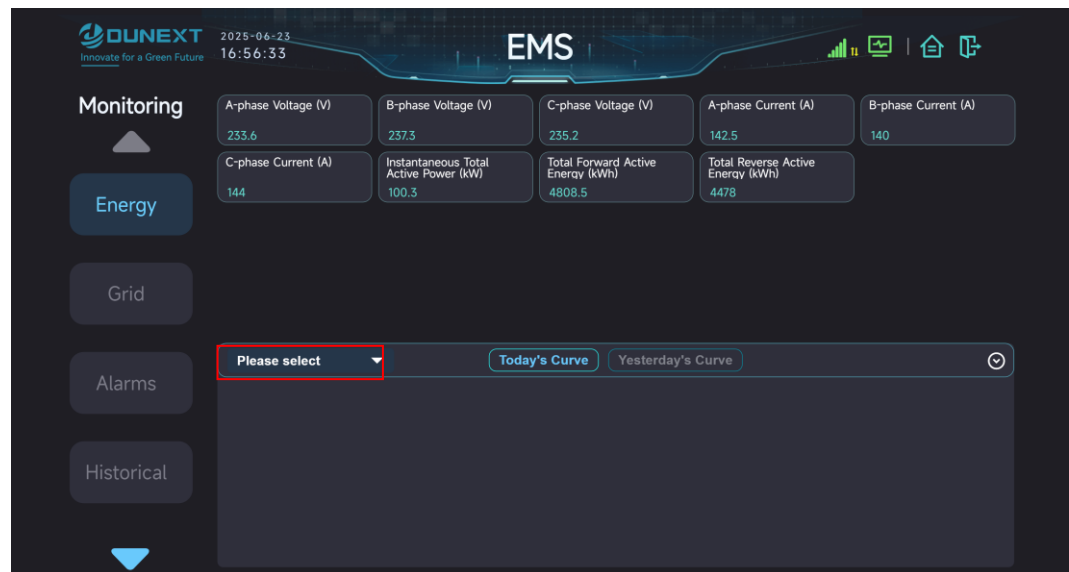 DUNEXT
Innovate for a Green Future
2025-06-23
16:56:33
EMS
Monitoring
A-phase Voltage (V)
233.6
B-phase Voltage (V)
237.3
C-phase Voltage (V)
235.2
A-phase Current (A)
142.5
B-phase Current (A)
140
C-phase Current (A)
144
Instantaneous Total
Active Power (kW)
100.3
Total Forward Active
Energy (kWh)
4808.5
Total Reverse Active
Energy (kWh)
4478
Energy
Grid
Alarms
Historical
Please select
Today's Curve
Yesterday's Curve